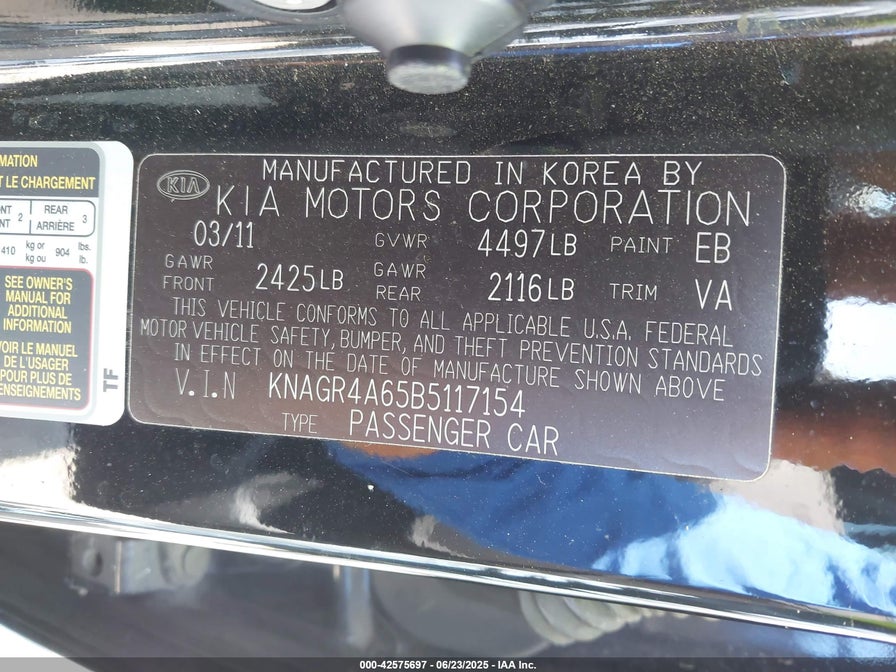 MATION
T LE CHARGEMENT
NT 2 REAR 3
NT ARRIÈRE
410 kg or 904 lbs.
kg ou lb.
SEE OWNER'S
MANUAL FOR
ADDITIONAL
INFORMATION
VOIR LE MANUEL
DE L'USAGER
POUR PLUS DE
RENSEIGNEMENTS
TF
KIA
MANUFACTURED IN KOREA BY
KIA MOTORS CORPORATION
03/11 GVWR 4497LB PAINT EB
GAWR FRONT 2425LB GAWR REAR 2116LB TRIM VA
THIS VEHICLE CONFORMS TO ALL APPLICABLE U.S.A. FEDERAL
MOTOR VEHICLE SAFETY, BUMPER, AND THEFT PREVENTION STANDARDS
IN EFFECT ON THE DATE OF MANUFACTURE SHOWN ABOVE
V.I.N KNAGR4A65B5117154
TYPE PASSENGER CAR
000-42575697 - 06/23/2025 - IAA Inc.